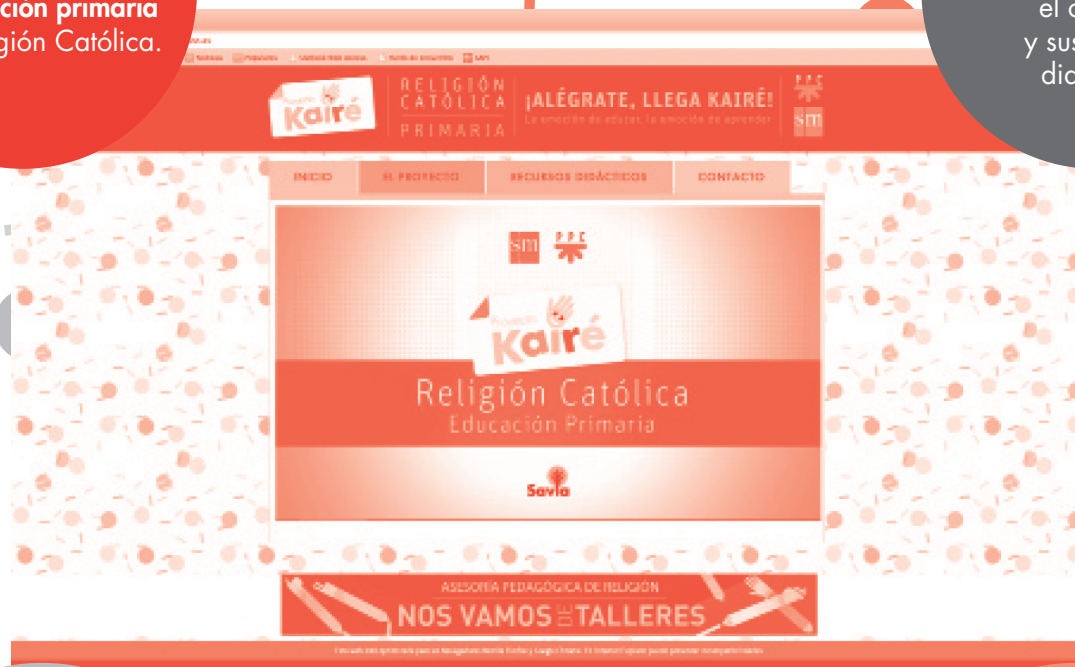 ción primaria
gión Católica.
el c
y sus
dic
Proyecto
Kairé
RELIGIÓN
CATÓLICA
PRIMARIA
¡ALÉGRATE, LLEGA KAIRÉ!
La emoción de educar, la emoción de aprender
PPC
sm
INICIO
EL PROYECTO
RECURSOS DIDÁCTICOS
CONTACTO
sm
PPC
Proyecto
Kairé
Religión Católica
Educación Primaria
Savia
ASESORÍA PEDAGÓGICA DE RELIGIÓN
NOS VAMOS DE TALLERES